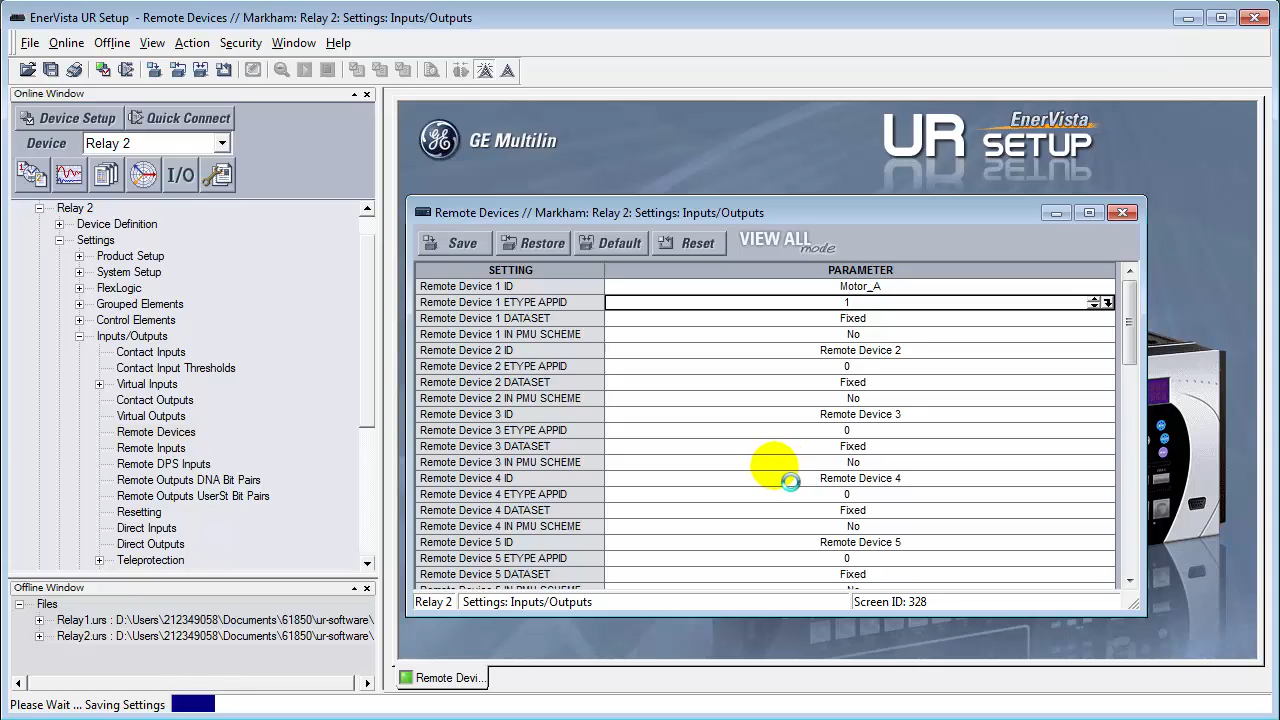 EnerVista UR Setup - Remote Devices // Markham: Relay 2: Settings: Inputs/Outputs
File Online Offline View Action Security Window Help
Online Window
Device Setup Quick Connect
Device Relay 2
I/O
Relay 2
Device Definition
Settings
Product Setup
System Setup
FlexLogic
Grouped Elements
Control Elements
Inputs/Outputs
Contact Inputs
Contact Input Thresholds
Virtual Inputs
Contact Outputs
Virtual Outputs
Remote Devices
Remote Inputs
Remote DPS Inputs
Remote Outputs DNA Bit Pairs
Remote Outputs UserSt Bit Pairs
Resetting
Direct Inputs
Direct Outputs
Teleprotection
Offline Window
Files
Relay1.urs : D:\Users\212349058\Documents\61850\ur-software\
Relay2.urs : D:\Users\212349058\Documents\61850\ur-software\
Please Wait ... Saving Settings
GE Multilin
EnerVista
UR SETUP
Remote Devices // Markham: Relay 2: Settings: Inputs/Outputs
Save Restore Default Reset VIEW ALL mode
SETTING PARAMETER
Remote Device 1 ID Motor_A
Remote Device 1 ETYPE APPID 1
Remote Device 1 DATASET Fixed
Remote Device 1 IN PMU SCHEME No
Remote Device 2 ID Remote Device 2
Remote Device 2 ETYPE APPID 0
Remote Device 2 DATASET Fixed
Remote Device 2 IN PMU SCHEME No
Remote Device 3 ID Remote Device 3
Remote Device 3 ETYPE APPID 0
Remote Device 3 DATASET Fixed
Remote Device 3 IN PMU SCHEME No
Remote Device 4 ID Remote Device 4
Remote Device 4 ETYPE APPID 0
Remote Device 4 DATASET Fixed
Remote Device 4 IN PMU SCHEME No
Remote Device 5 ID Remote Device 5
Remote Device 5 ETYPE APPID 0
Remote Device 5 DATASET Fixed
Remote Device 5 IN PMU SCHEME No
Relay 2 Settings: Inputs/Outputs Screen ID: 328
Remote Devi...